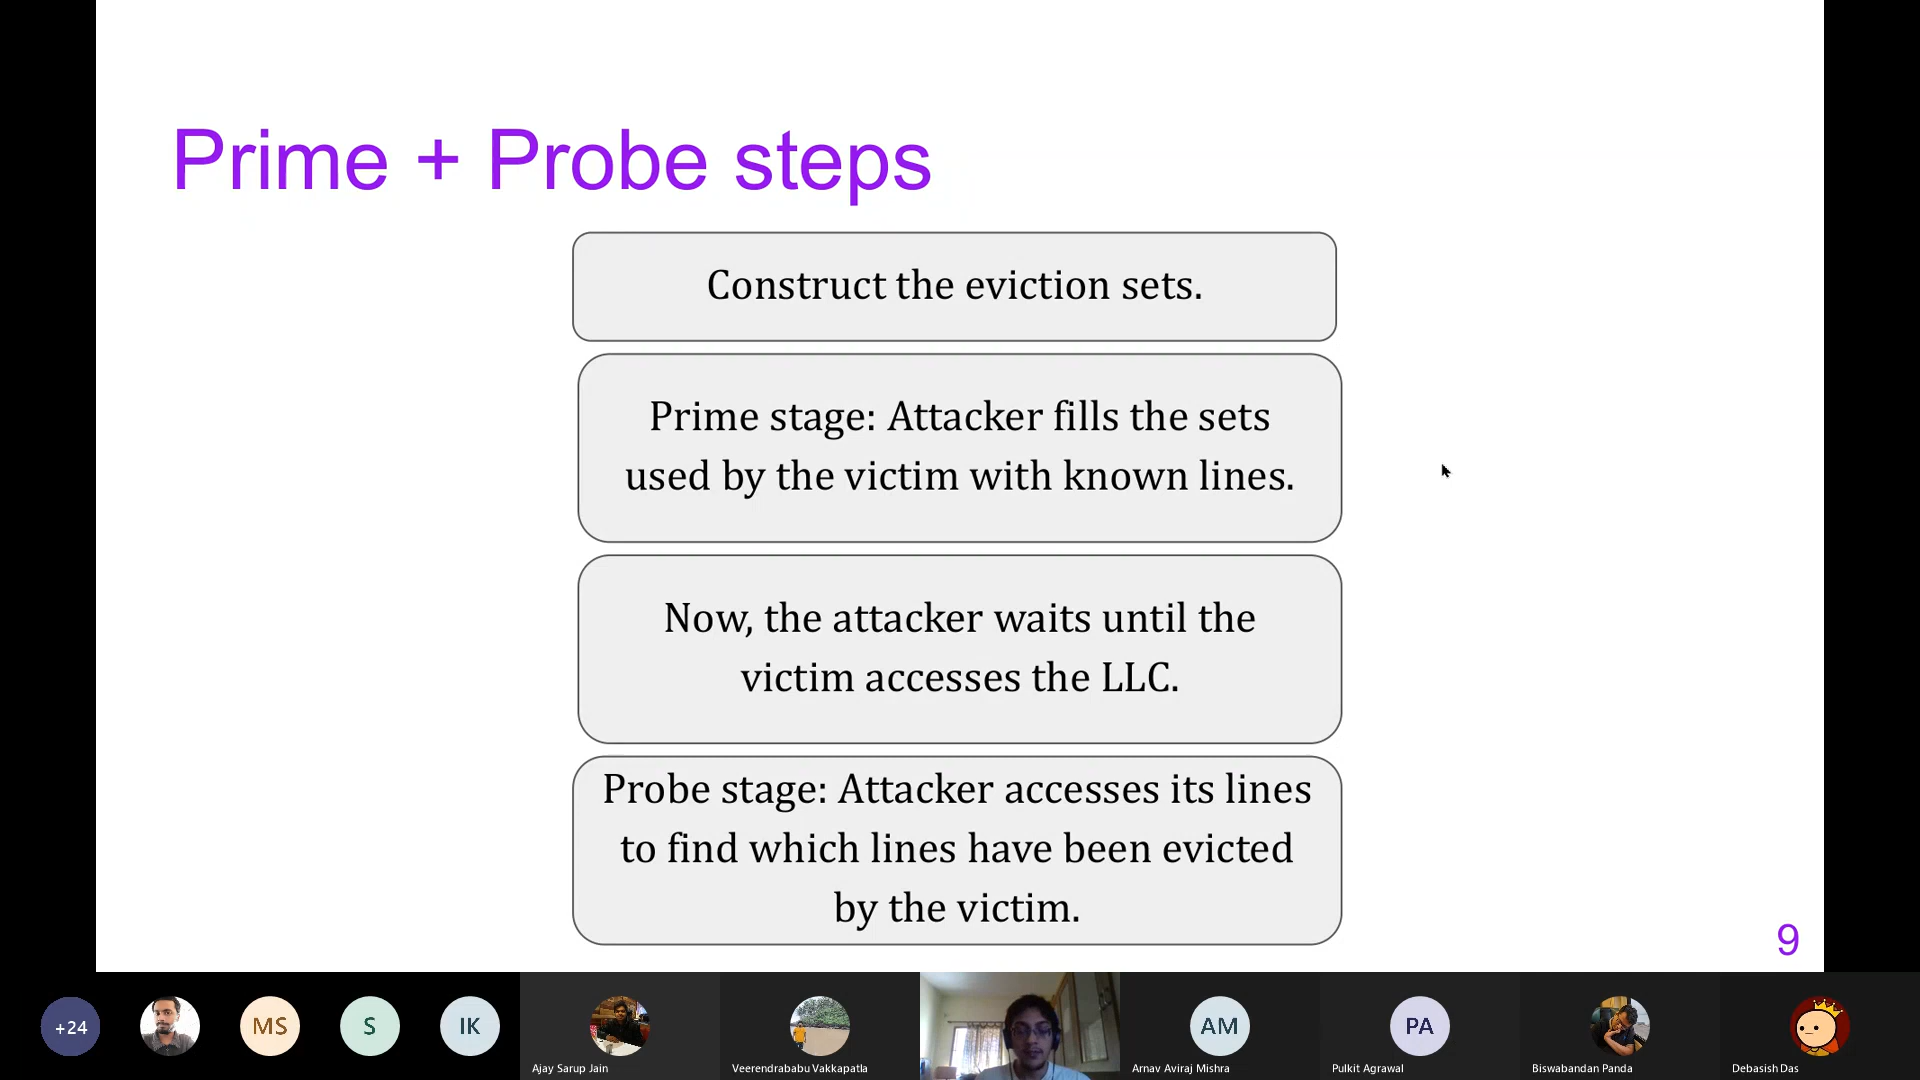 Prime + Probe steps
Construct the eviction sets.
Prime stage: Attacker fills the sets
used by the victim with known lines.
Now, the attacker waits until the
victim accesses the LLC.
Probe stage: Attacker accesses its lines
to find which lines have been evicted
by the victim.
9
+24
MS
S
IK
AM
PA
Ajay Sarup Jain
Veerendrababu Vakkapatla
Arnav Aviraj Mishra
Pulkit Agrawal
Biswabandan Panda
Debasish Das